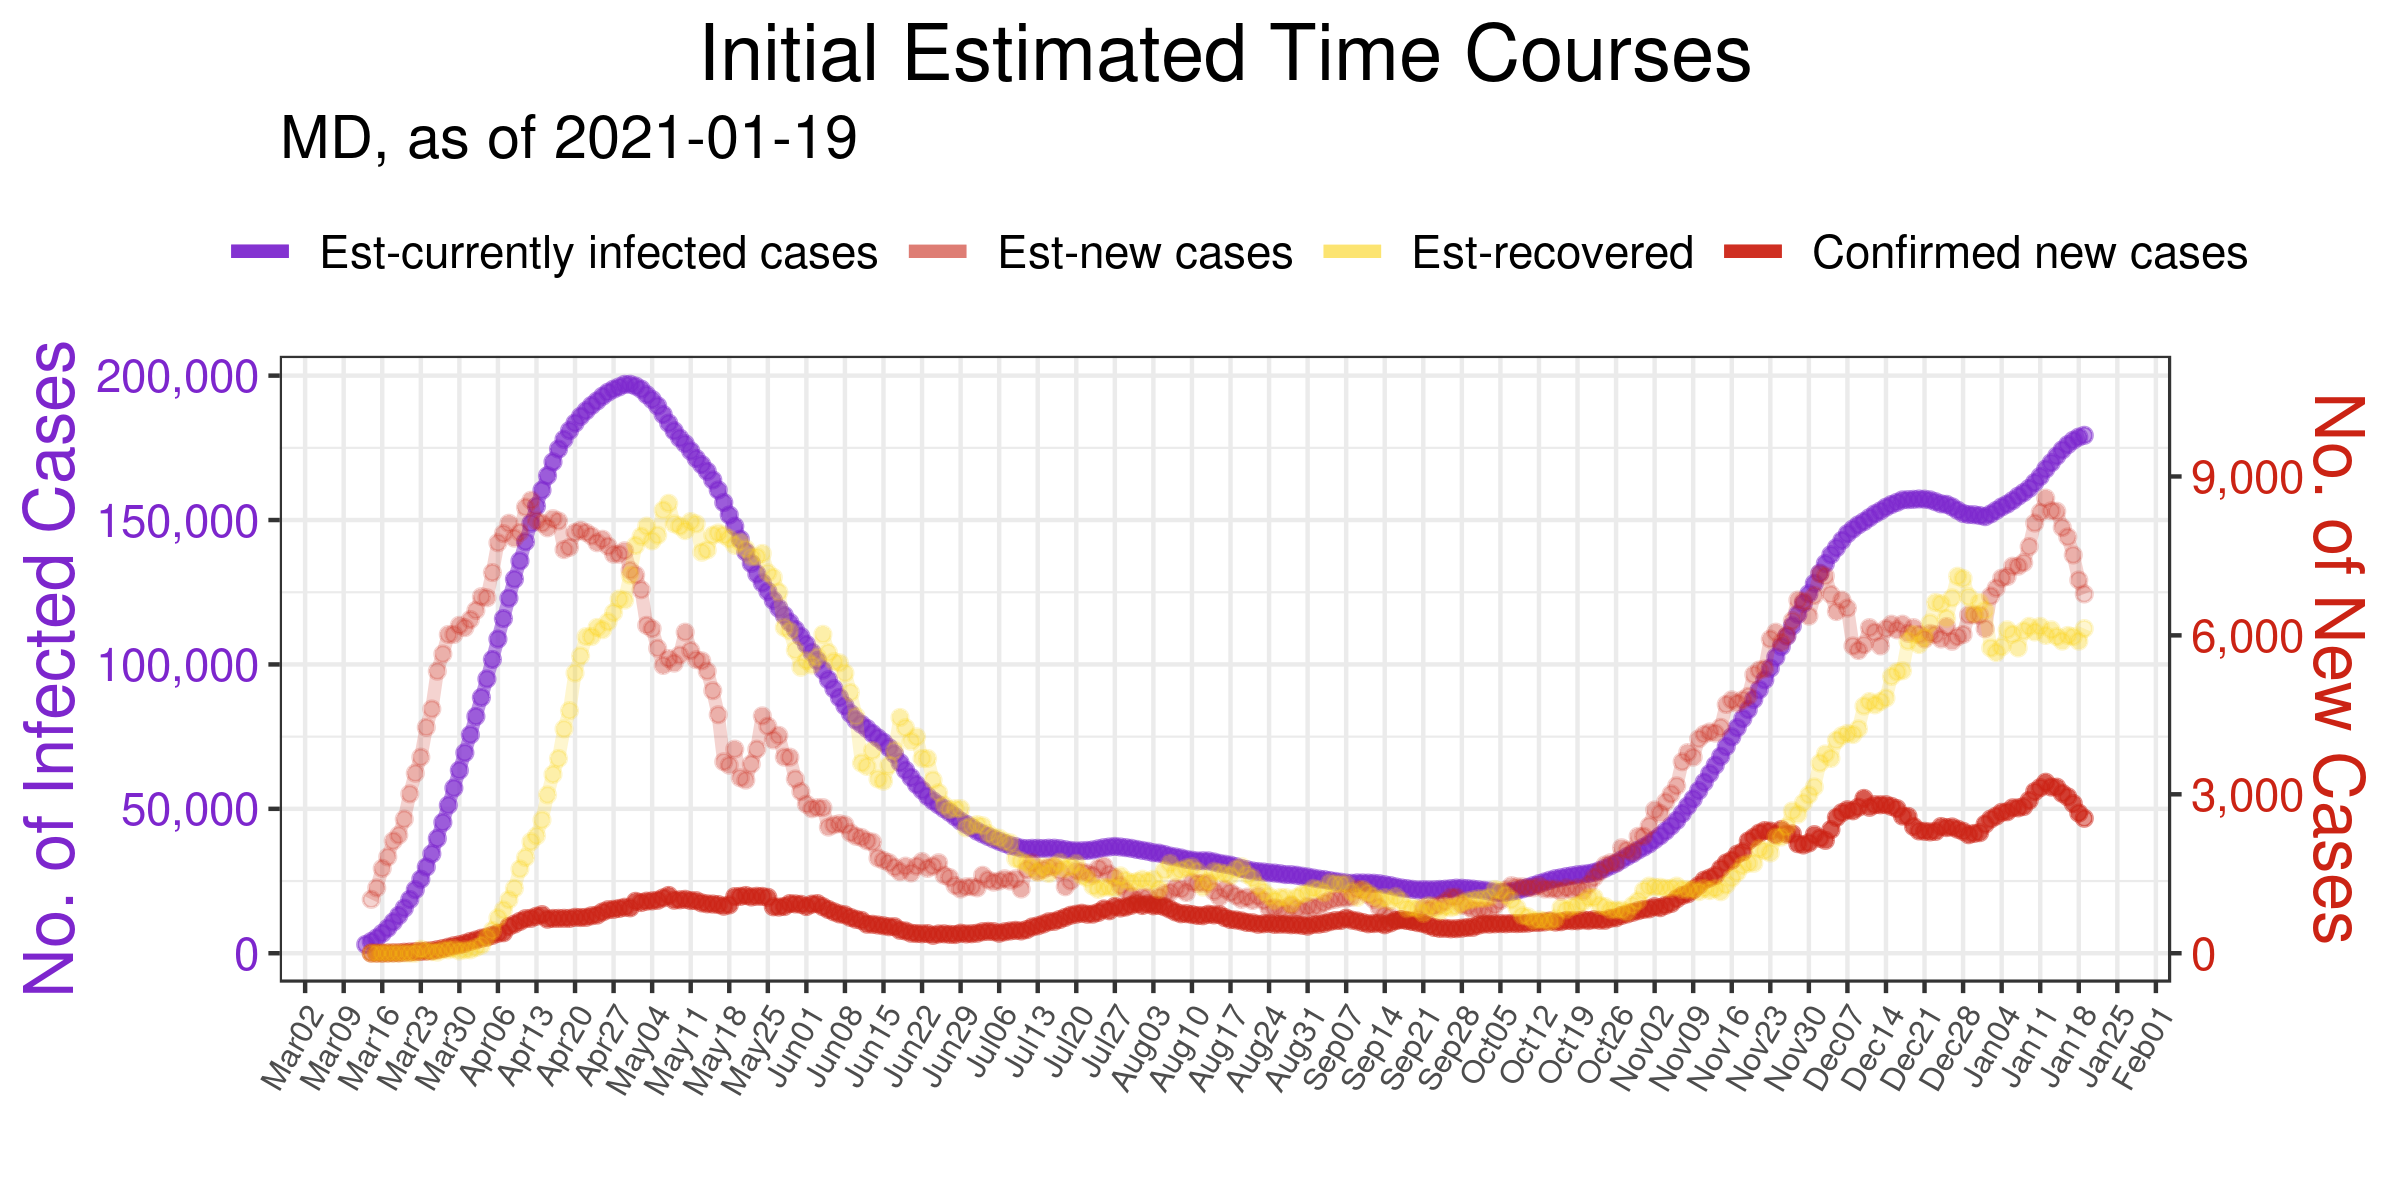 Initial Estimated Time Courses
MD, as of 2021-01-19
Est-currently infected cases Est-new cases Est-recovered Confirmed new cases
No. of Infected Cases
200,000
150,000
100,000
50,000
0
No. of New Cases
9,000
6,000
3,000
0
Mar02 Mar09 Mar16 Mar23 Mar30 Apr06 Apr13 Apr20 Apr27 May04 May11 May18 May25 Jun01 Jun08 Jun15 Jun22 Jun29 Jul06 Jul13 Jul20 Jul27 Aug03 Aug10 Aug17 Aug24 Aug31 Sep07 Sep14 Sep21 Sep28 Oct05 Oct12 Oct19 Oct26 Nov02 Nov09 Nov16 Nov23 Nov30 Dec07 Dec14 Dec21 Dec28 Jan04 Jan11 Jan18 Jan25 Feb01